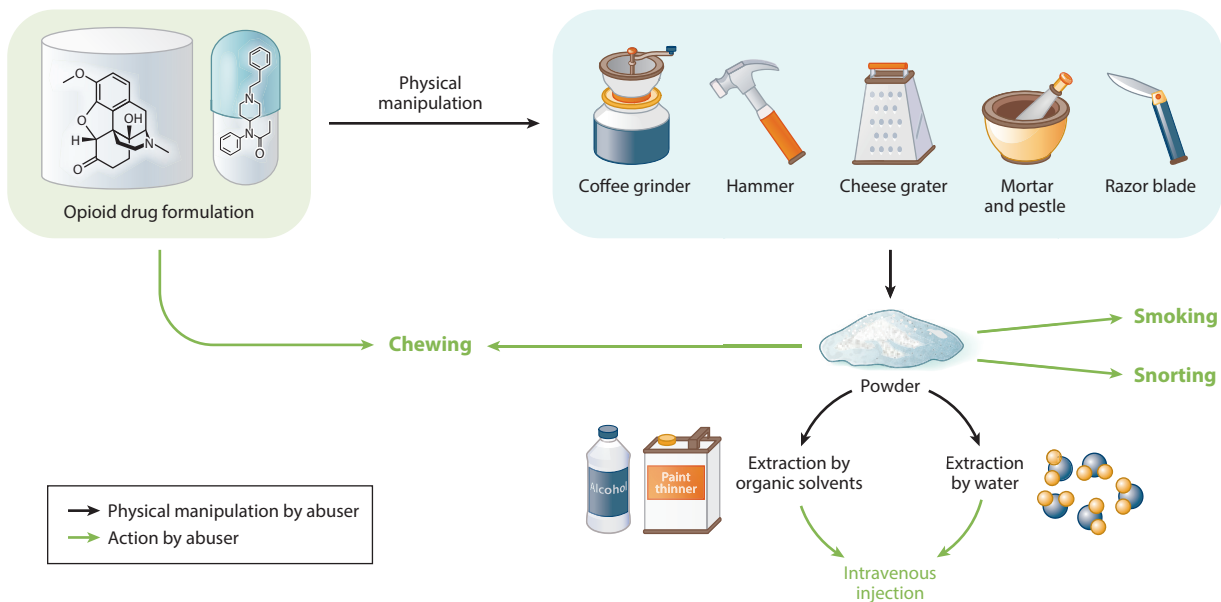 O
O
OH
H
N
O
N
N
O
Opioid drug formulation
Physical
manipulation
Coffee grinder
Hammer
Cheese grater
Mortar
and pestle
Razor blade
Chewing
Smoking
Snorting
Powder
Alcohol
Paint
thinner
Extraction by
organic solvents
Extraction
by water
Physical manipulation by abuser
Action by abuser
Intravenous
injection